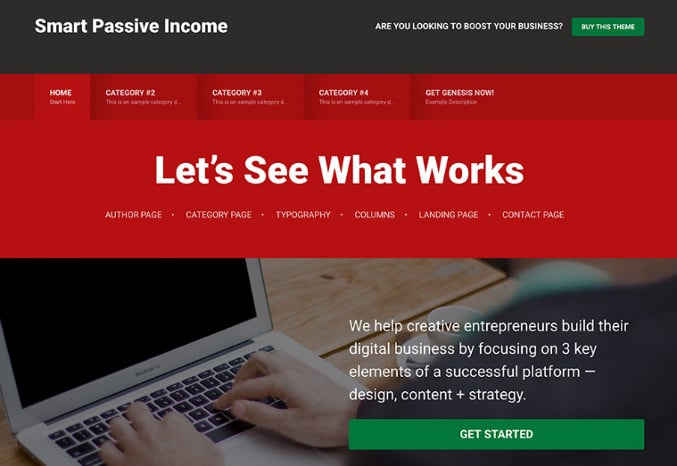 Smart Passive Income
ARE YOU LOOKING TO BOOST YOUR BUSINESS?
BUY THIS THEME
HOME
Start Here
CATEGORY #2
This is an sample category d...
CATEGORY #3
This is an sample category d...
CATEGORY #4
This is an sample category d...
GET GENESIS NOW!
Example Description
Let's See What Works
AUTHOR PAGE • CATEGORY PAGE • TYPOGRAPHY • COLUMNS • LANDING PAGE • CONTACT PAGE
We help creative entrepreneurs build their
digital business by focusing on 3 key
elements of a successful platform —
design, content + strategy.
GET STARTED
MacBook Air